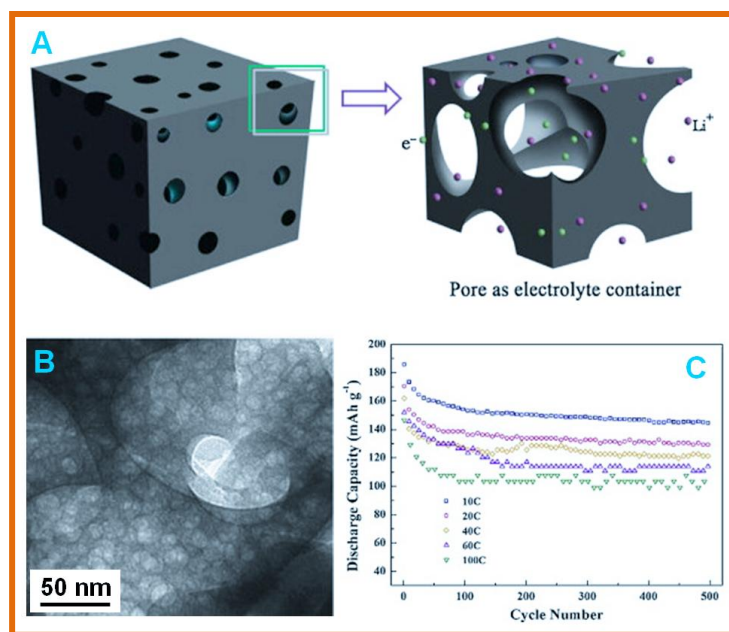 A
e⁻
Li⁺
Pore as electrolyte container
B
50 nm
C
200
180
160
140
120
100
80
60
40
Discharge Capacity (mAh g⁻¹)
10C
20C
40C
60C
100C
0
100
200
300
400
500
Cycle Number